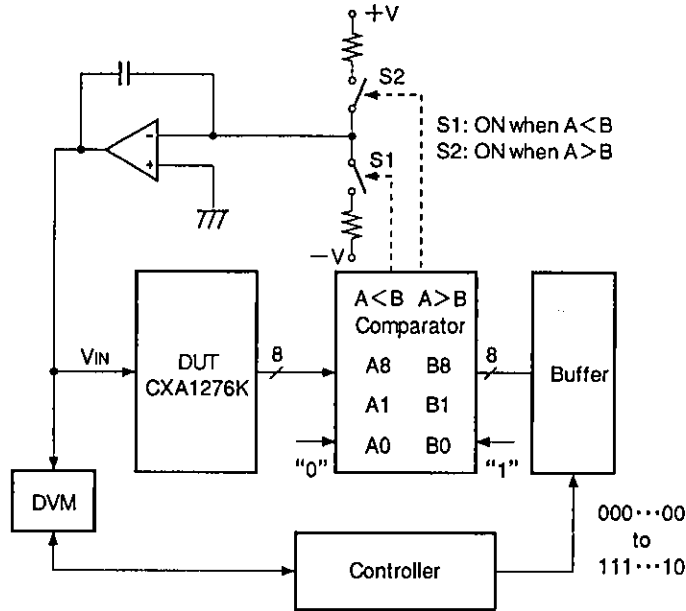 +V
S2
S1: ON when A<B
S2: ON when A>B
−
+
S1
−V
A<B A>B
Comparator
VIN
DUT
CXA1276K
8
A8 B8
8
Buffer
A1 B1
A0 B0
"0"
"1"
DVM
000···00
to
111···10
Controller